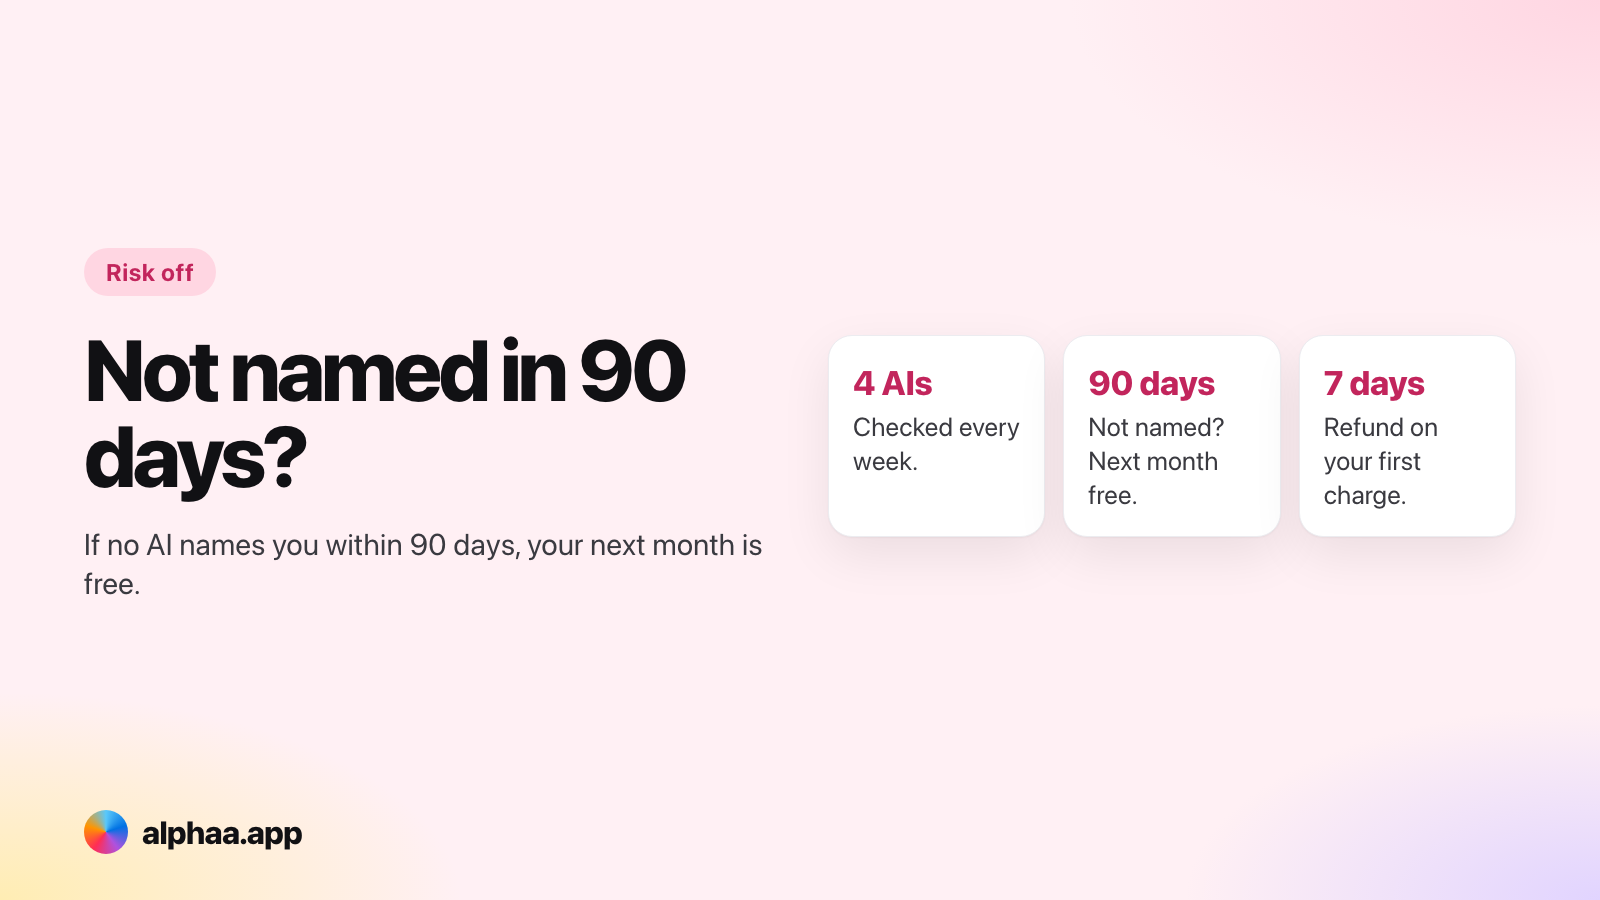 Risk off
Not named in 90
days?
If no AI names you within 90 days, your next month is
free.
4 AIs
Checked every
week.
90 days
Not named?
Next month
free.
7 days
Refund on
your first
charge.
alphaa.app